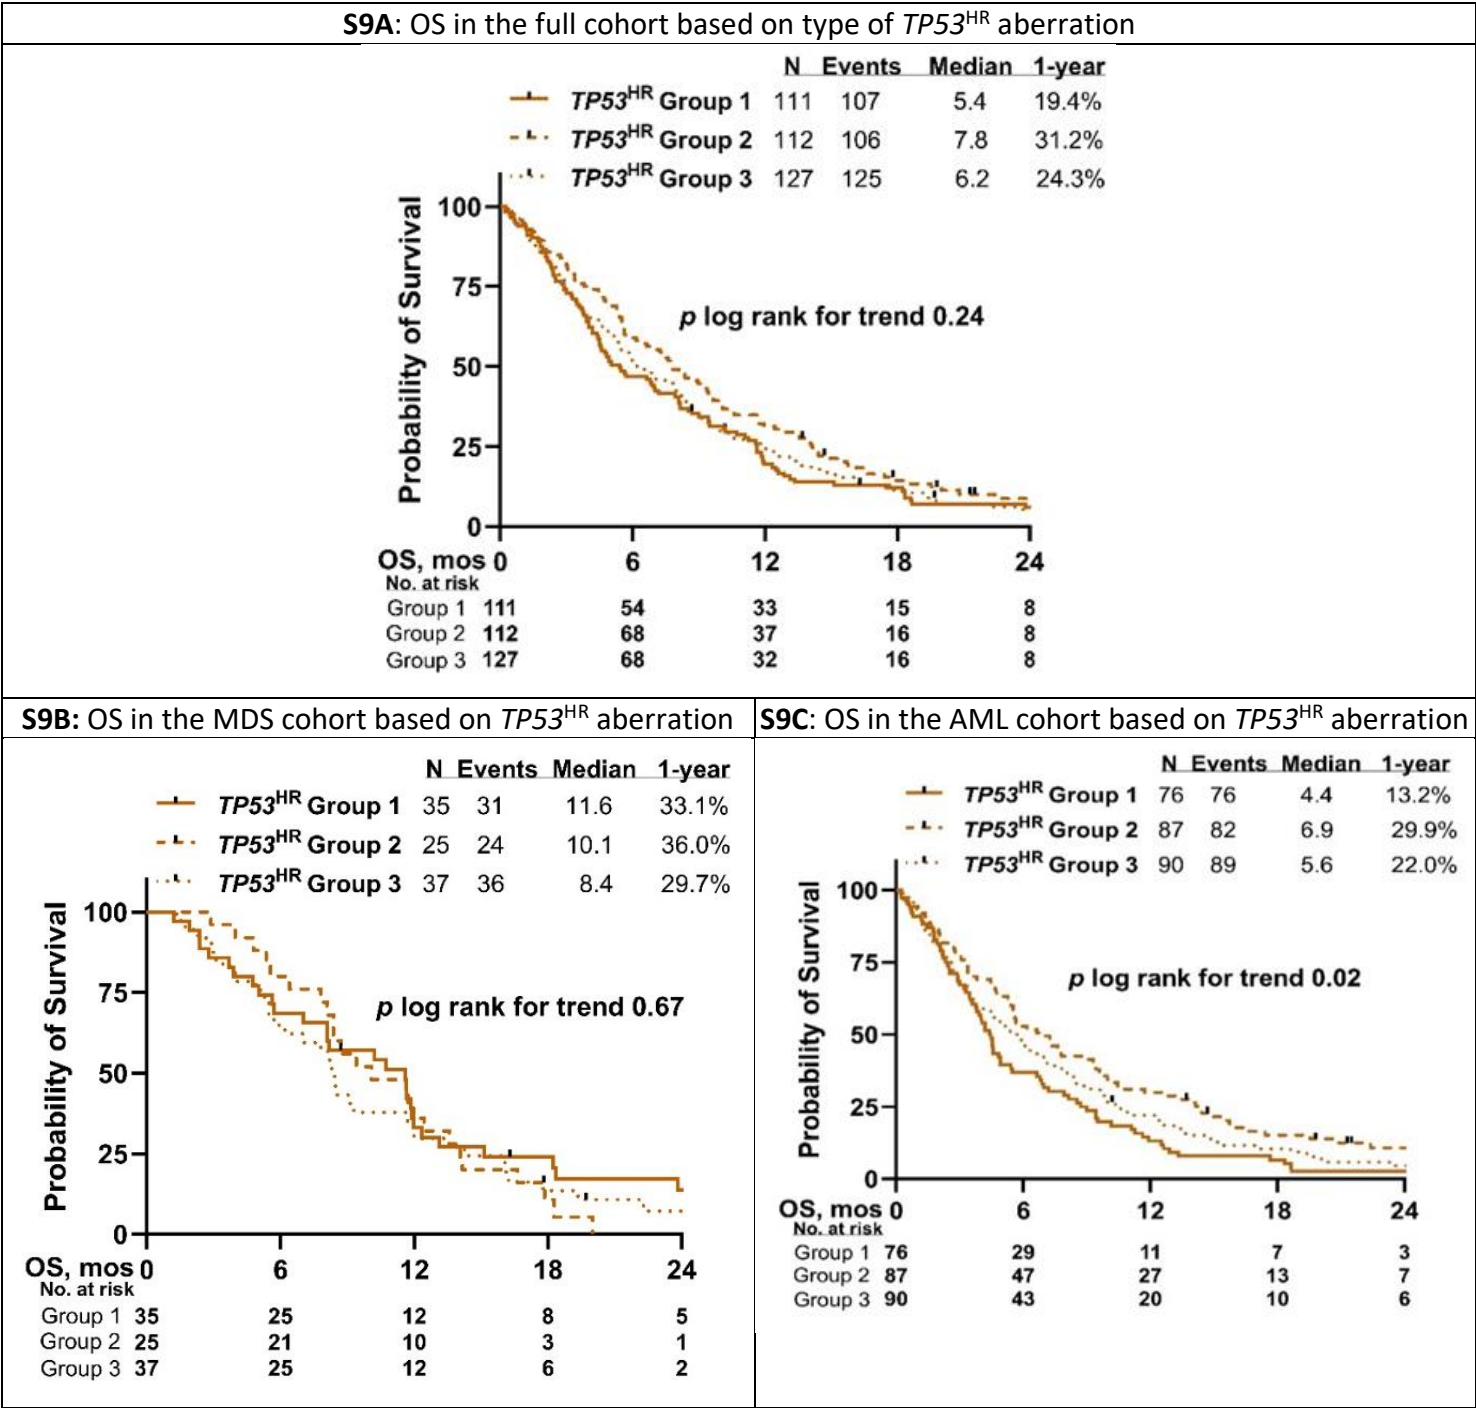 S9A: OS in the full cohort based on type of TP53HR aberration
N Events Median 1-year
TP53HR Group 1 111 107 5.4 19.4%
TP53HR Group 2 112 106 7.8 31.2%
TP53HR Group 3 127 125 6.2 24.3%
Probability of Survival
100
75
50
25
0
p log rank for trend 0.24
OS, mos 0 6 12 18 24
No. at risk
Group 1 111 54 33 15 8
Group 2 112 68 37 16 8
Group 3 127 68 32 16 8
S9B: OS in the MDS cohort based on TP53HR aberration
N Events Median 1-year
TP53HR Group 1 35 31 11.6 33.1%
TP53HR Group 2 25 24 10.1 36.0%
TP53HR Group 3 37 36 8.4 29.7%
Probability of Survival
100
75
50
25
0
p log rank for trend 0.67
OS, mos 0 6 12 18 24
No. at risk
Group 1 35 25 12 8 5
Group 2 25 21 10 3 1
Group 3 37 25 12 6 2
S9C: OS in the AML cohort based on TP53HR aberration
N Events Median 1-year
TP53HR Group 1 76 76 4.4 13.2%
TP53HR Group 2 87 82 6.9 29.9%
TP53HR Group 3 90 89 5.6 22.0%
Probability of Survival
100
75
50
25
0
p log rank for trend 0.02
OS, mos 0 6 12 18 24
No. at risk
Group 1 76 29 11 7 3
Group 2 87 47 27 13 7
Group 3 90 43 20 10 6